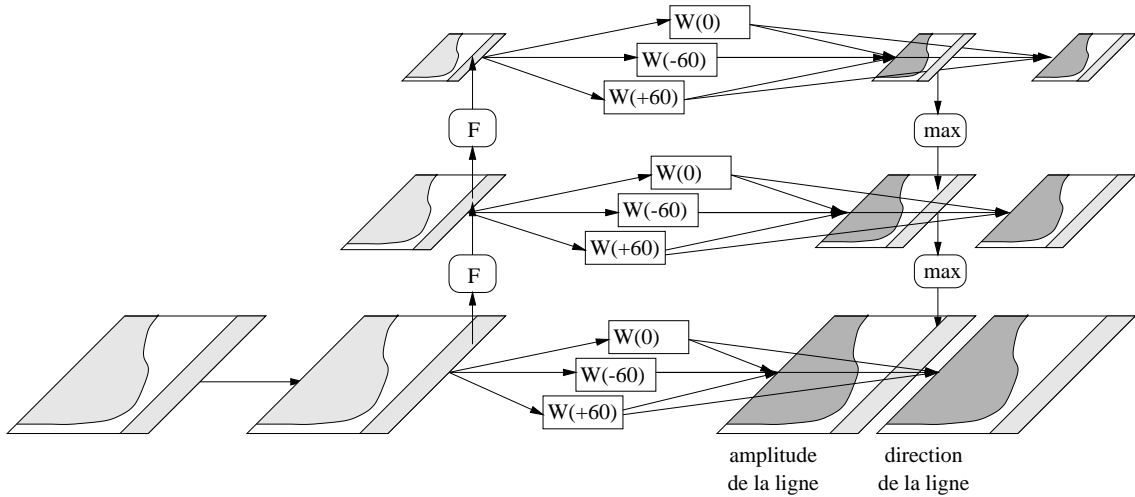 W(0)
W(-60)
W(+60)
F
max
W(0)
W(-60)
W(+60)
F
max
W(0)
W(-60)
W(+60)
amplitude
de la ligne
direction
de la ligne